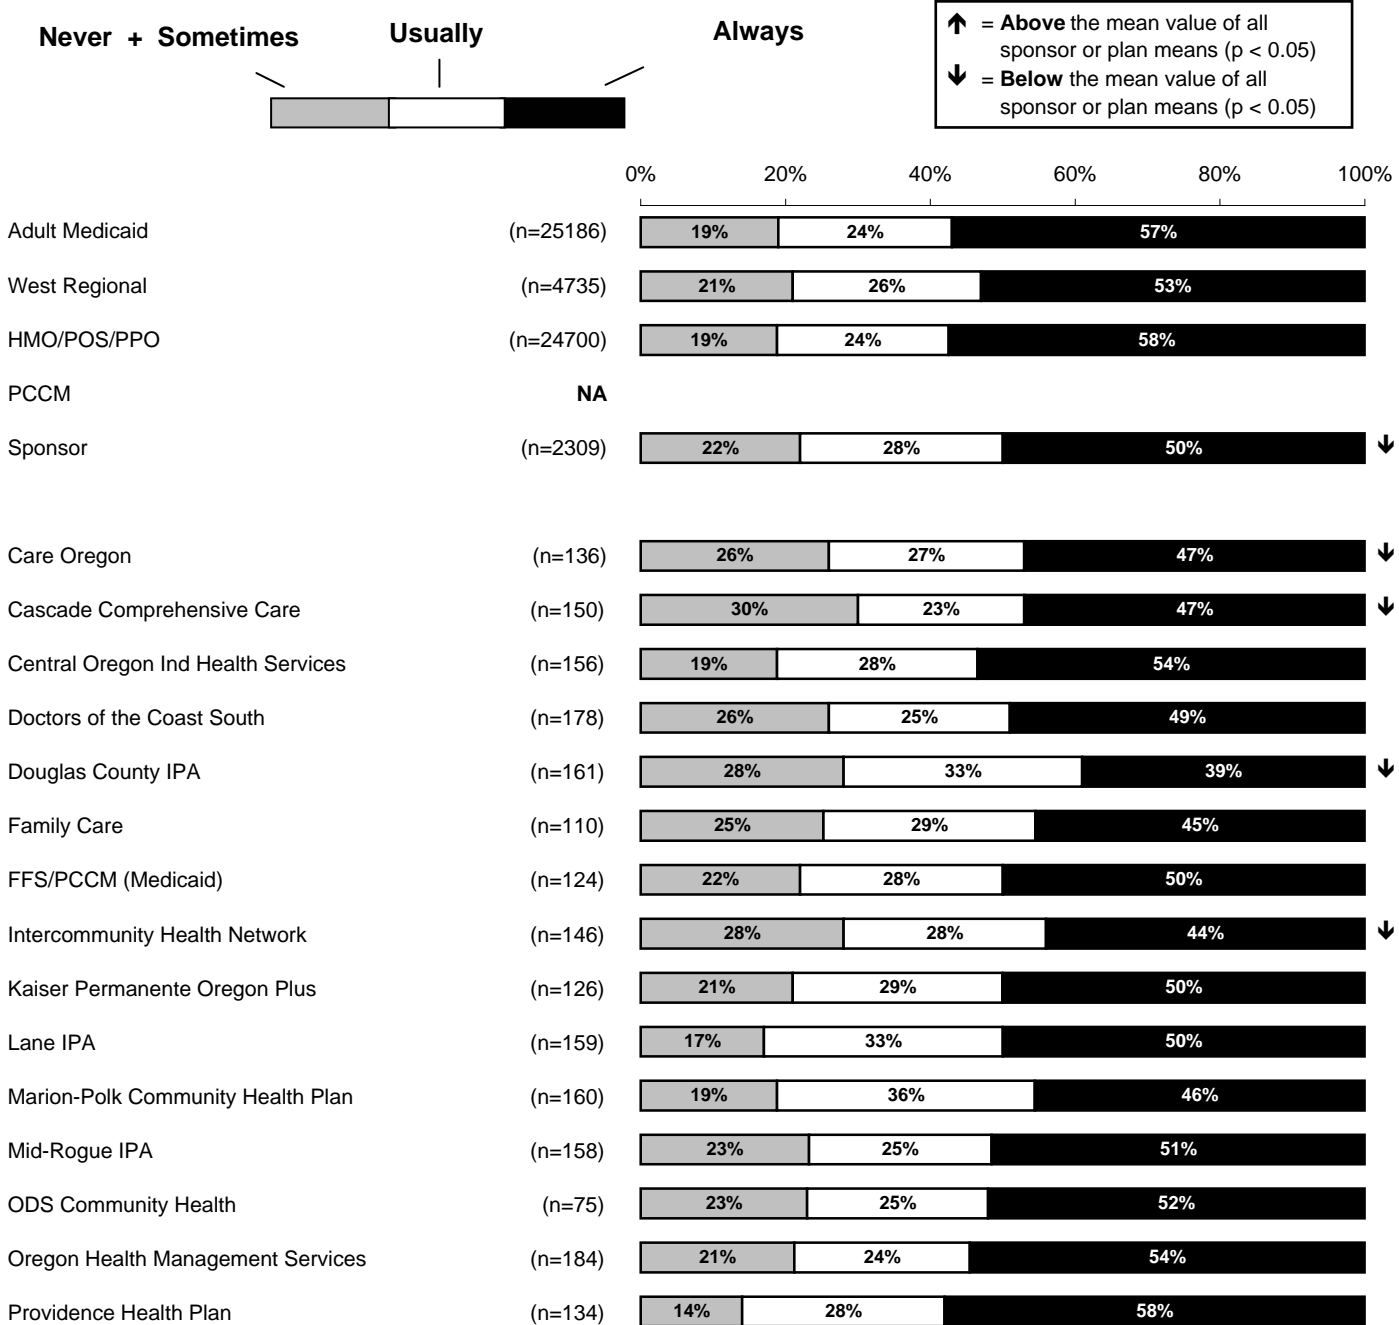 Never + Sometimes Usually Always
↑ = Above the mean value of all
sponsor or plan means (p < 0.05)
↓ = Below the mean value of all
sponsor or plan means (p < 0.05)
0% 20% 40% 60% 80% 100%
Adult Medicaid (n=25186) 19% 24% 57%
West Regional (n=4735) 21% 26% 53%
HMO/POS/PPO (n=24700) 19% 24% 58%
PCCM NA
Sponsor (n=2309) 22% 28% 50% ↓
Care Oregon (n=136) 26% 27% 47% ↓
Cascade Comprehensive Care (n=150) 30% 23% 47% ↓
Central Oregon Ind Health Services (n=156) 19% 28% 54%
Doctors of the Coast South (n=178) 26% 25% 49%
Douglas County IPA (n=161) 28% 33% 39% ↓
Family Care (n=110) 25% 29% 45%
FFS/PCCM (Medicaid) (n=124) 22% 28% 50%
Intercommunity Health Network (n=146) 28% 28% 44% ↓
Kaiser Permanente Oregon Plus (n=126) 21% 29% 50%
Lane IPA (n=159) 17% 33% 50%
Marion-Polk Community Health Plan (n=160) 19% 36% 46%
Mid-Rogue IPA (n=158) 23% 25% 51%
ODS Community Health (n=75) 23% 25% 52%
Oregon Health Management Services (n=184) 21% 24% 54%
Providence Health Plan (n=134) 14% 28% 58%